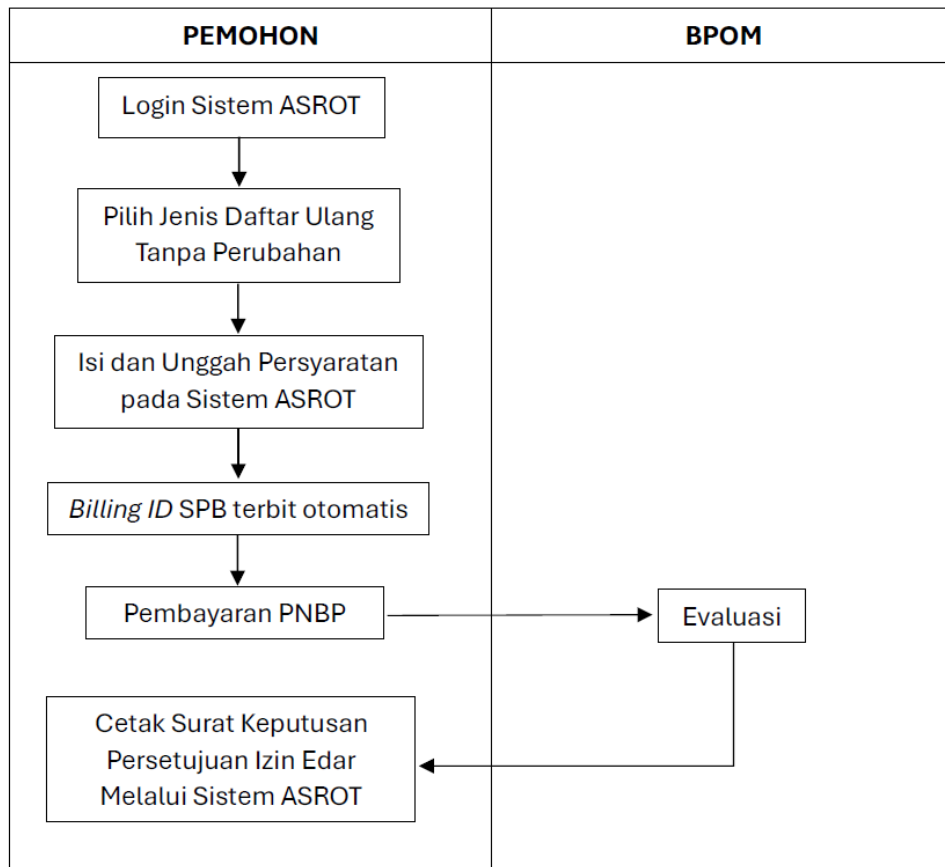 PEMOHON
BPOM
Login Sistem ASROT
Pilih Jenis Daftar Ulang
Tanpa Perubahan
Isi dan Unggah Persyaratan
pada Sistem ASROT
Billing ID SPB terbit otomatis
Pembayaran PNBP
Evaluasi
Cetak Surat Keputusan
Persetujuan Izin Edar
Melalui Sistem ASROT